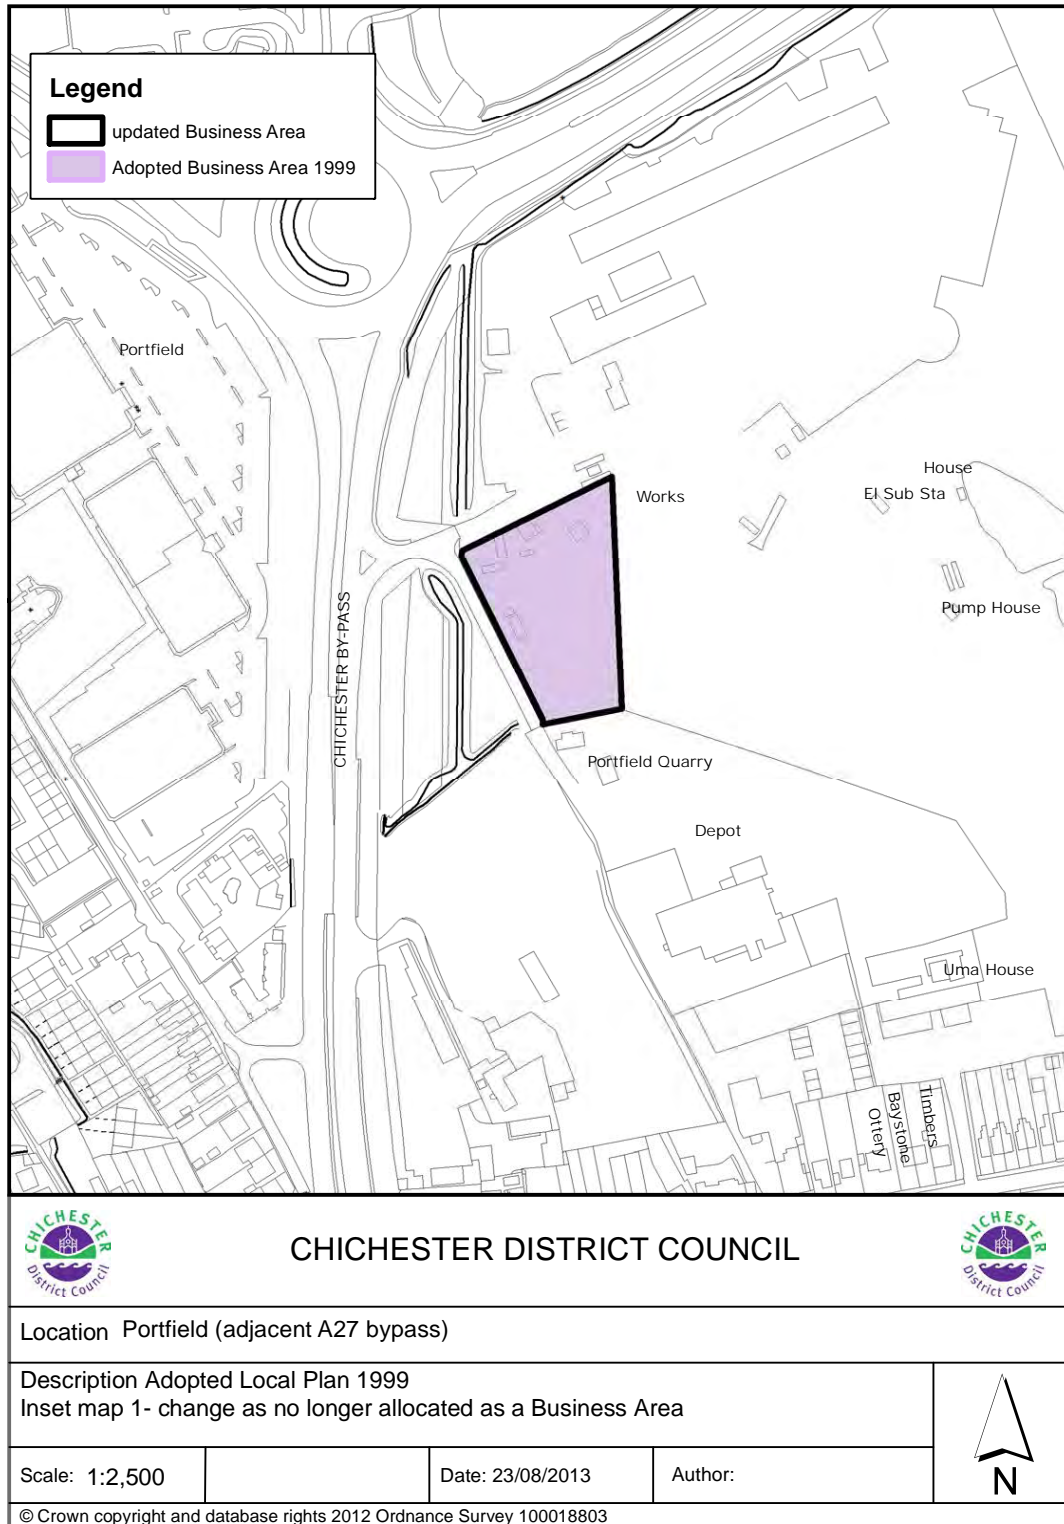 Legend
updated Business Area
Adopted Business Area 1999
Portfield
CHICHESTER BY-PASS
Works
House
El Sub Sta
Pump House
Portfield Quarry
Depot
Uma House
Timbers
Baystone
Ottery
CHICHESTER
District Council
CHICHESTER DISTRICT COUNCIL
CHICHESTER
District Council
Location Portfield (adjacent A27 bypass)
Description Adopted Local Plan 1999
Inset map 1- change as no longer allocated as a Business Area
N
Scale: 1:2,500
Date: 23/08/2013
Author:
© Crown copyright and database rights 2012 Ordnance Survey 100018803